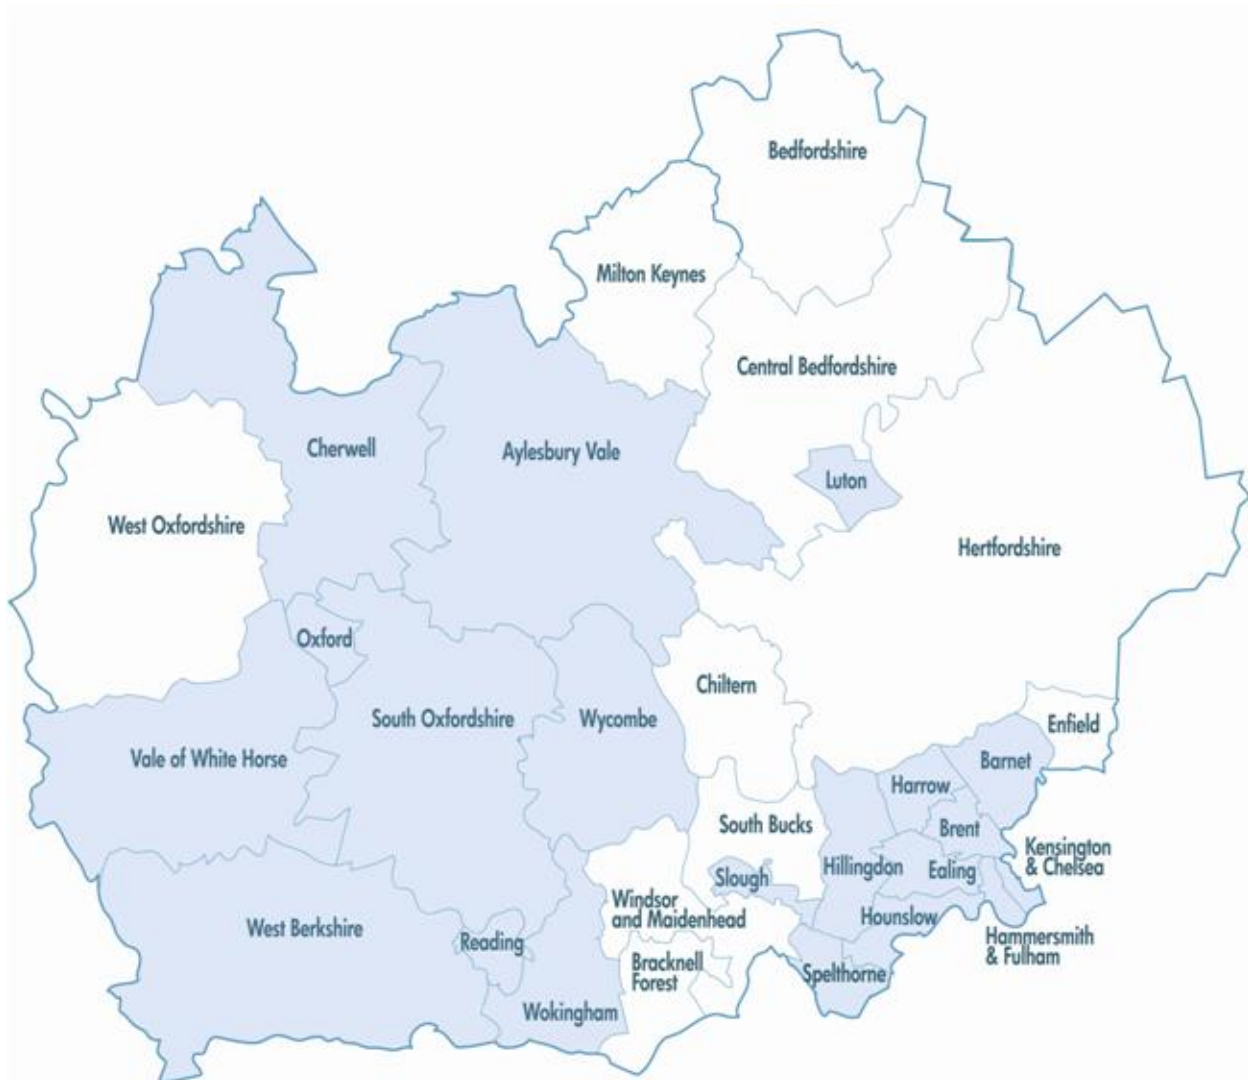 Bedfordshire
Milton Keynes
Central Bedfordshire
Cherwell
Aylesbury Vale
Luton
West Oxfordshire
Hertfordshire
Oxford
Chiltern
South Oxfordshire
Wycombe
Enfield
Vale of White Horse
Barnet
Harrow
South Bucks
Brent
Kensington
& Chelsea
Hillingdon
Ealing
Slough
Windsor
and Maidenhead
Hounslow
West Berkshire
Reading
Hammersmith
& Fulham
Bracknell
Forest
Spelthorne
Wokingham